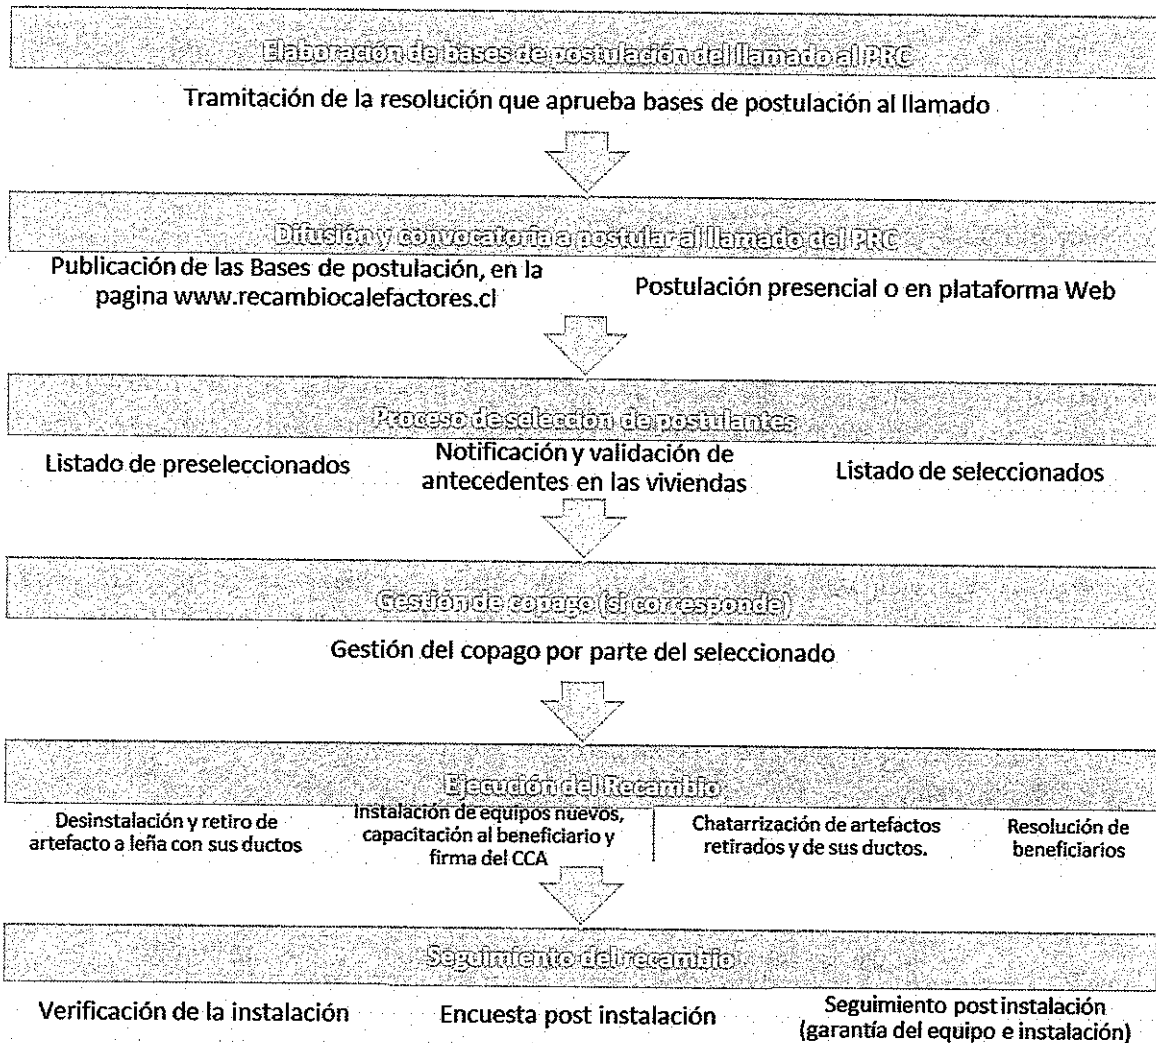 Elaboración de bases de postulación del llamado al PRC
Tramitación de la resolución que aprueba bases de postulación al llamado
Difusión y convocatoria a postular al llamado del PRC
Publicación de las Bases de postulación, en la
pagina www.recambiocalefactores.cl
Postulación presencial o en plataforma Web
Proceso de selección de postulantes
Listado de preseleccionados
Notificación y validación de
antecedentes en las viviendas
Listado de seleccionados
Gestión de copago (si corresponde)
Gestión del copago por parte del seleccionado
Ejecución del Recambio
Desinstalación y retiro de
artefacto a leña con sus ductos
Instalación de equipos nuevos,
capacitación al beneficiario y
firma del CCA
Chatarrización de artefactos
retirados y de sus ductos.
Resolución de
beneficiarios
Seguimiento del recambio
Verificación de la instalación
Encuesta post instalación
Seguimiento post instalación
(garantía del equipo e instalación)